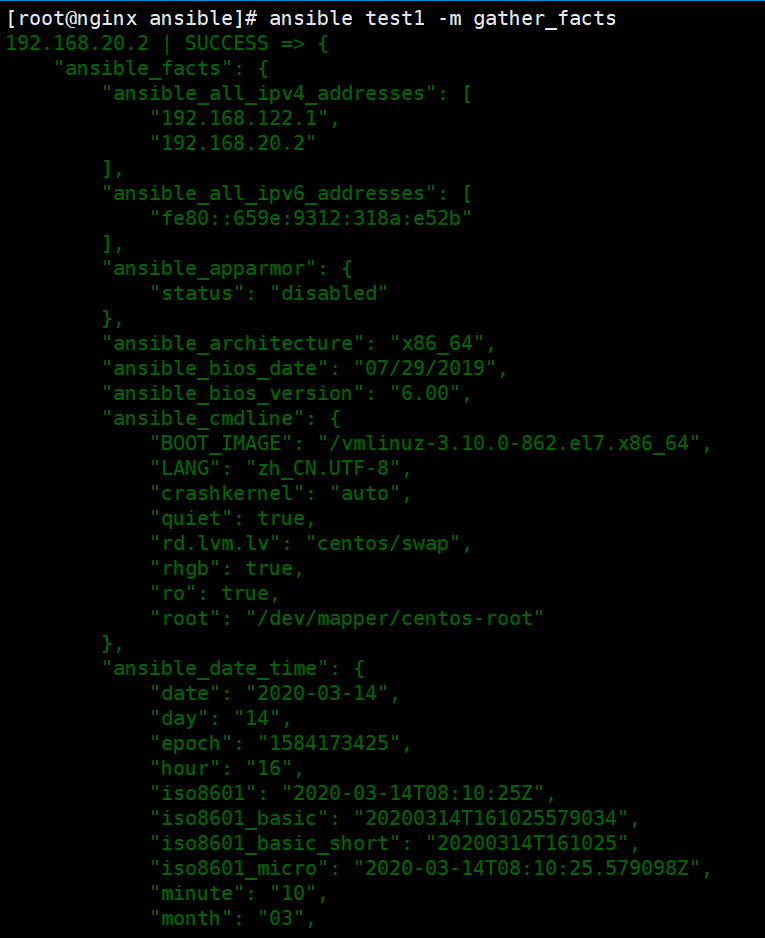 [root@nginx ansible]# ansible test1 -m gather_facts
192.168.20.2 | SUCCESS => {
    "ansible_facts": {
        "ansible_all_ipv4_addresses": [
            "192.168.122.1",
            "192.168.20.2"
        ],
        "ansible_all_ipv6_addresses": [
            "fe80::659e:9312:318a:e52b"
        ],
        "ansible_apparmor": {
            "status": "disabled"
        },
        "ansible_architecture": "x86_64",
        "ansible_bios_date": "07/29/2019",
        "ansible_bios_version": "6.00",
        "ansible_cmdline": {
            "BOOT_IMAGE": "/vmlinuz-3.10.0-862.el7.x86_64",
            "LANG": "zh_CN.UTF-8",
            "crashkernel": "auto",
            "quiet": true,
            "rd.lvm.lv": "centos/swap",
            "rhgb": true,
            "ro": true,
            "root": "/dev/mapper/centos-root"
        },
        "ansible_date_time": {
            "date": "2020-03-14",
            "day": "14",
            "epoch": "1584173425",
            "hour": "16",
            "iso8601": "2020-03-14T08:10:25Z",
            "iso8601_basic": "20200314T161025579034",
            "iso8601_basic_short": "20200314T161025",
            "iso8601_micro": "2020-03-14T08:10:25.579098Z",
            "minute": "10",
            "month": "03",